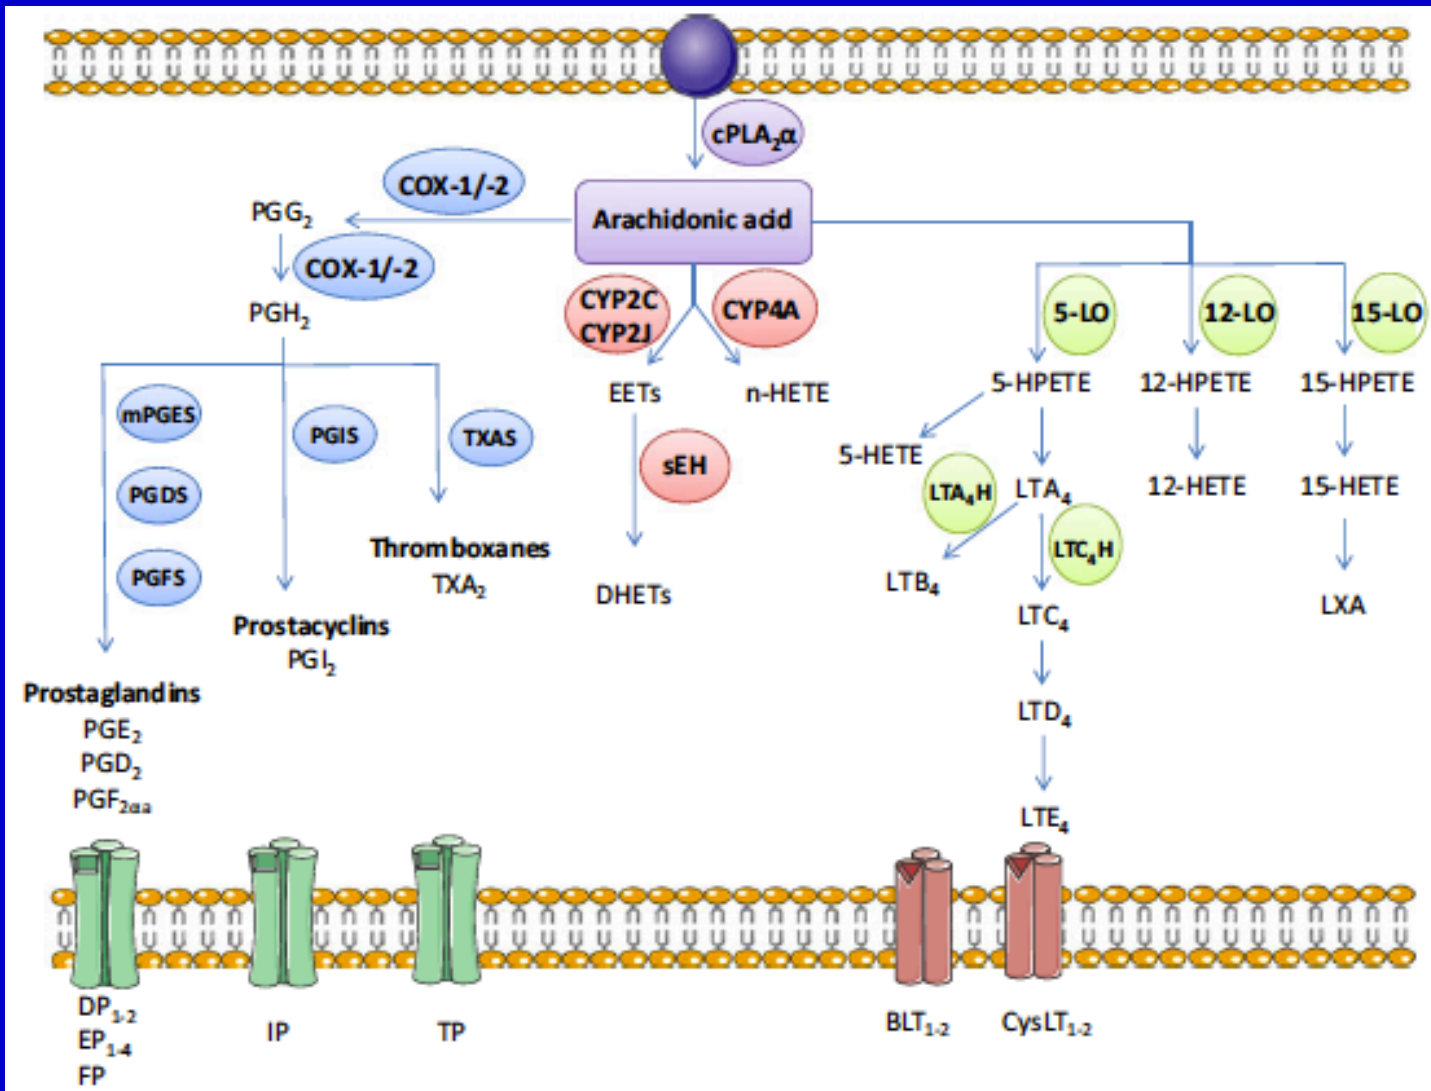 cPLA₂α
COX-1/-2
PGG₂
Arachidonic acid
COX-1/-2
PGH₂
CYP2C
CYP2J
CYP4A
5-LO
12-LO
15-LO
EETs
n-HETE
5-HPETE
12-HPETE
15-HPETE
mPGES
PGIS
TXAS
sEH
5-HETE
LTA₄H
LTA₄
12-HETE
15-HETE
PGDS
PGFS
Thromboxanes
TXA₂
DHETs
LTB₄
LTC₄H
LTC₄
LXA
Prostacyclins
PGI₂
Prostaglandins
PGE₂
PGD₂
PGF₂αa
LTD₄
LTE₄
DP₁₋₂
EP₁₋₄
FP
IP
TP
BLT₁₋₂
CysLT₁₋₂